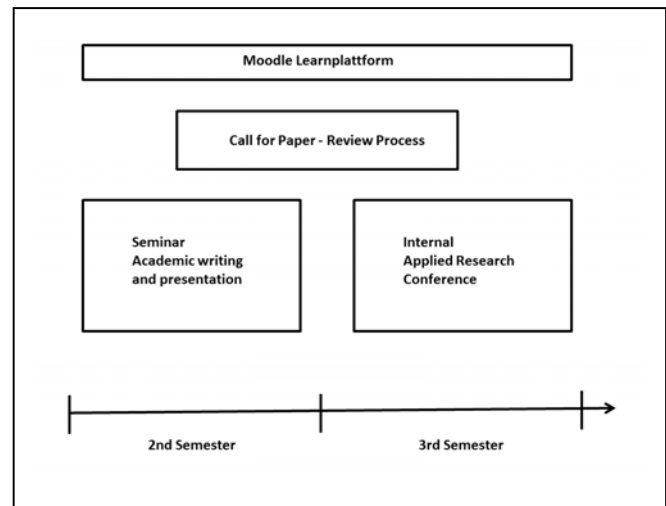 Moodle Learnplattform
Call for Paper - Review Process
Seminar
Academic writing
and presentation
Internal
Applied Research
Conference
2nd Semester
3rd Semester